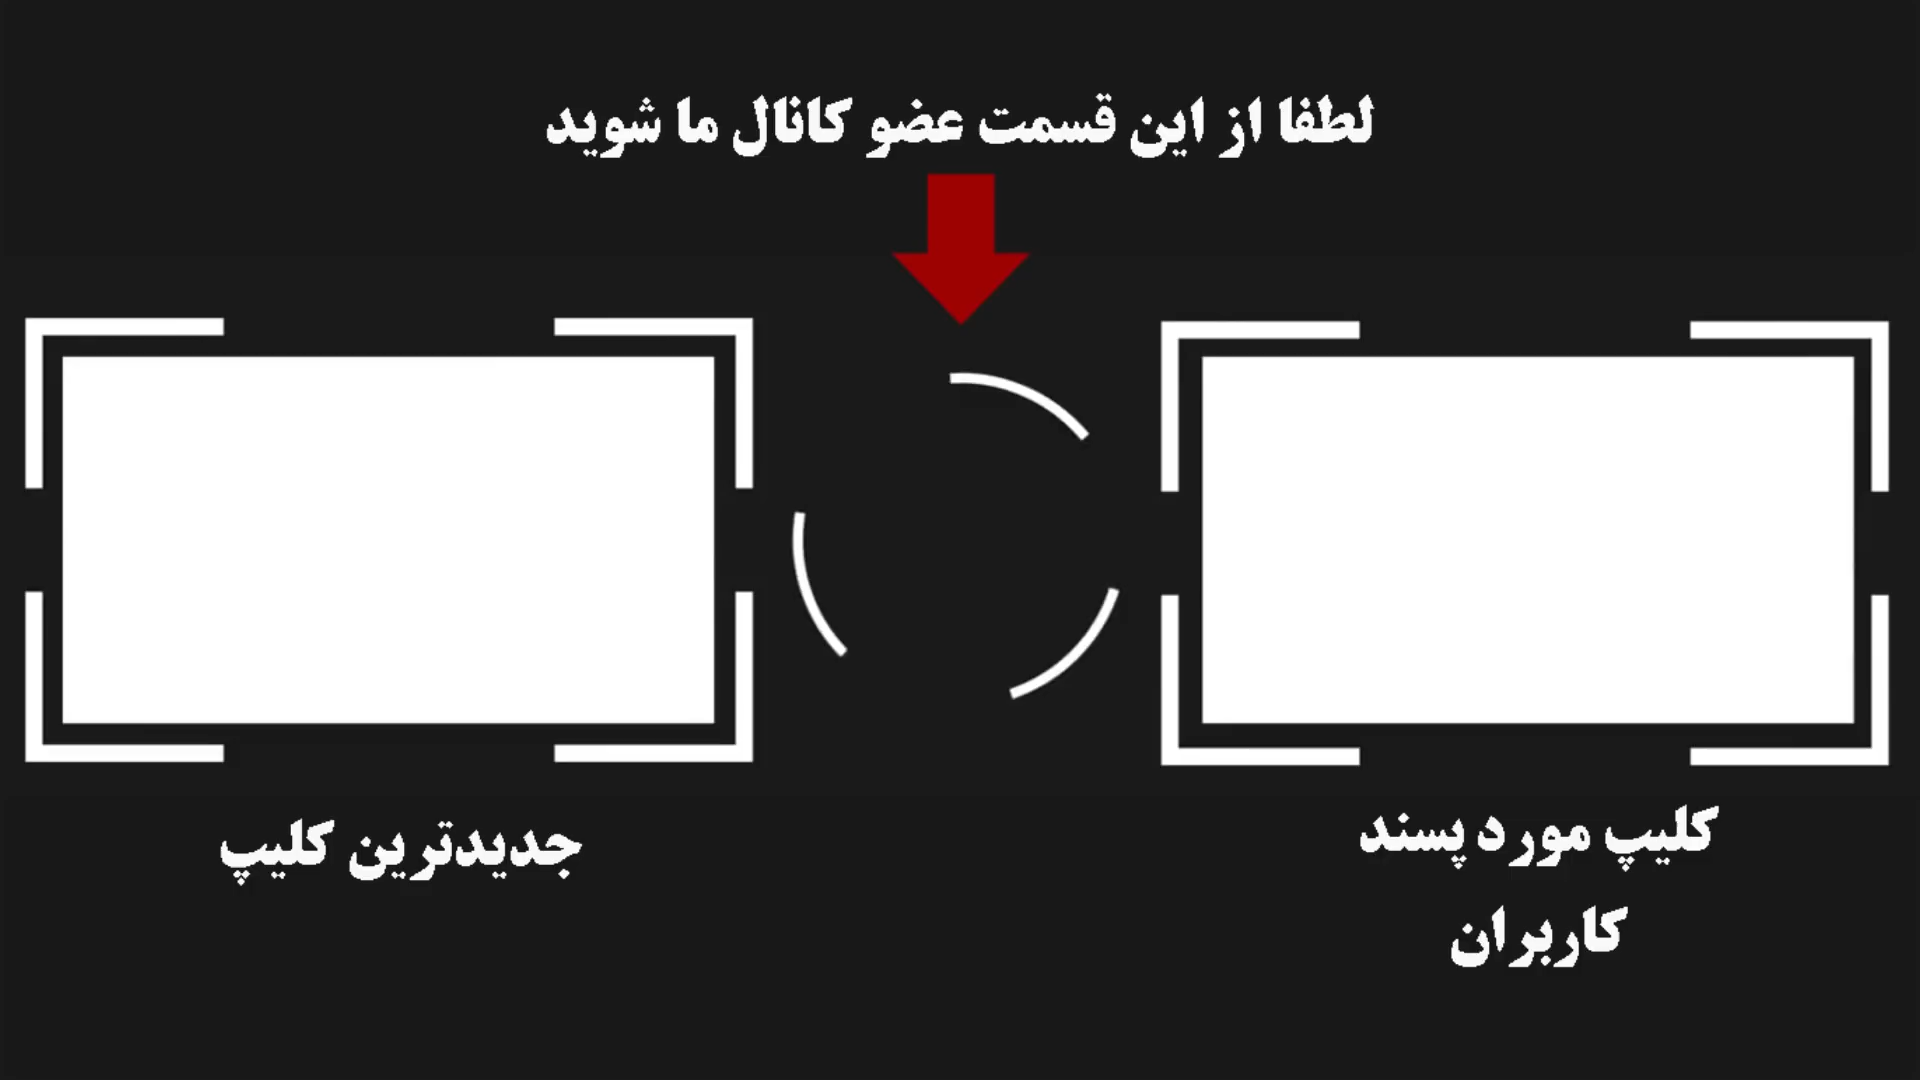 لطفا از این قسمت عضو کانال ما شوید
کلیپ مورد پسند
کاربران
جدیدترین کلیپ